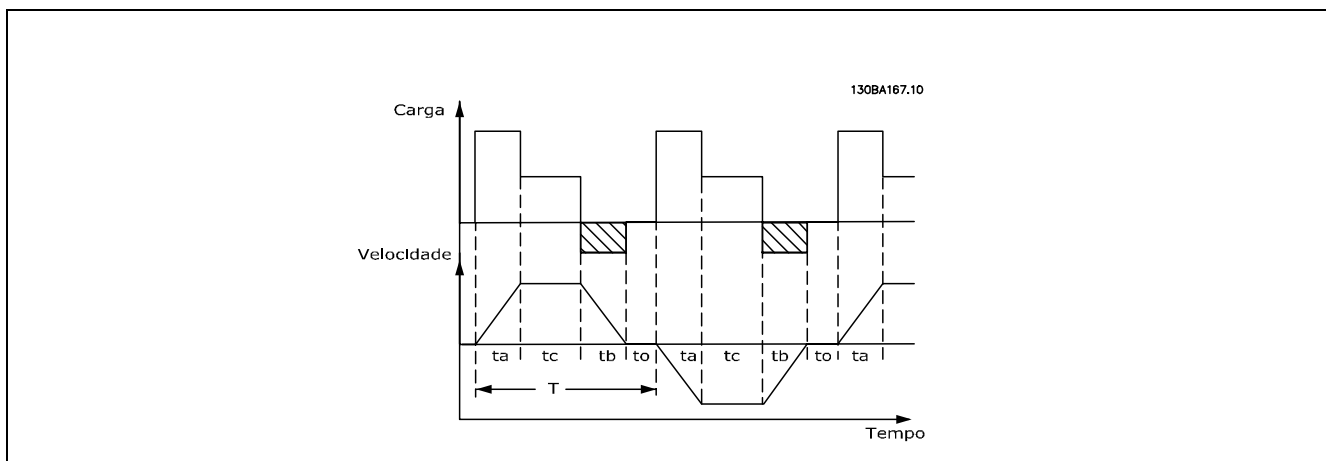 130BA167.10
Carga
Velocidade
ta tc tb to ta tc tb to ta
T
Tempo